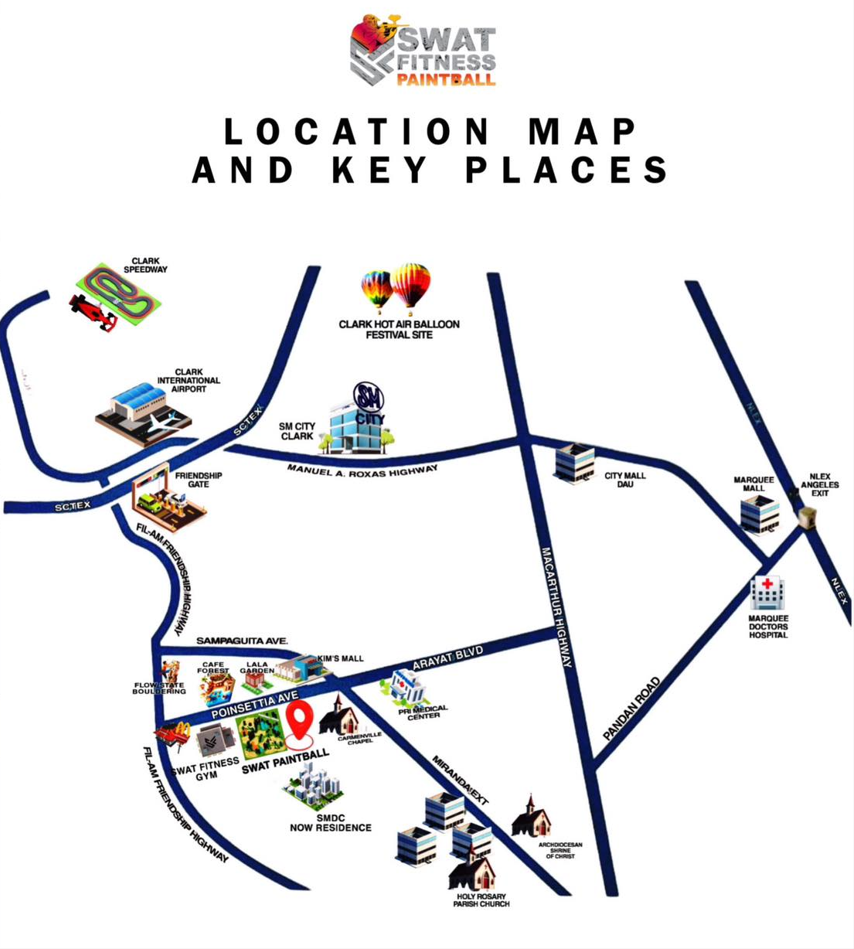 SWAT
FITNESS
PAINTBALL
LOCATION MAP
AND KEY PLACES
CLARK
SPEEDWAY
CLARK HOT AIR BALLOON
FESTIVAL SITE
CLARK
INTERNATIONAL
AIRPORT
SCTEX
SM CITY
CLARK
SM
CITY
MANUEL A. ROXAS HIGHWAY
NLEX
CITY MALL
DAU
MARQUEE
MALL
NLEX
ANGELES
EXIT
FRIENDSHIP
GATE
SCTEX
FIL-AM FRIENDSHIP HIGHWAY
MACARTHUR HIGHWAY
NLEX
MARQUEE
DOCTORS
HOSPITAL
SAMPAGUITA AVE.
KIM'S MALL
ARAYAT BLVD
FLOW STATE
BOULDERING
CAFE
FOREST
LALA
GARDEN
POINSETTIA AVE
PRI MEDICAL
CENTER
PANDAN ROAD
CARMENVILLE
CHAPEL
SWAT FITNESS
GYM
SWAT PAINTBALL
FIL-AM FRIENDSHIP HIGHWAY
MIRANDA EXT
SMDC
NOW RESIDENCE
ARCHDIOCESAN
SHRINE
OF CHRIST
HOLY ROSARY
PARISH CHURCH